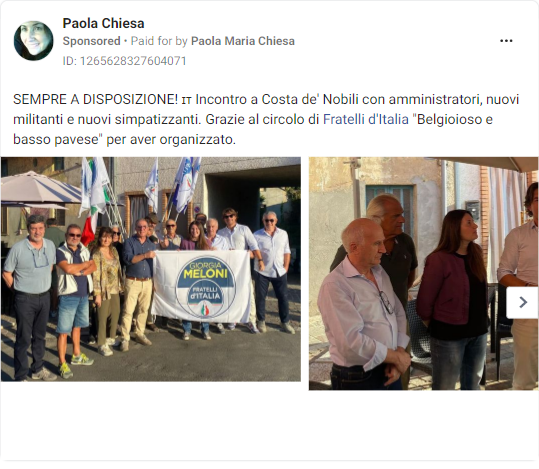 Paola Chiesa
Sponsored • Paid for by Paola Maria Chiesa
ID: 1265628327604071
SEMPRE A DISPOSIZIONE! ɪᴛ Incontro a Costa de' Nobili con amministratori, nuovi
militanti e nuovi simpatizzanti. Grazie al circolo di Fratelli d'Italia "Belgioioso e
basso pavese" per aver organizzato.
GIORGIA
MELONI
FRATELLI
d'ITALIA